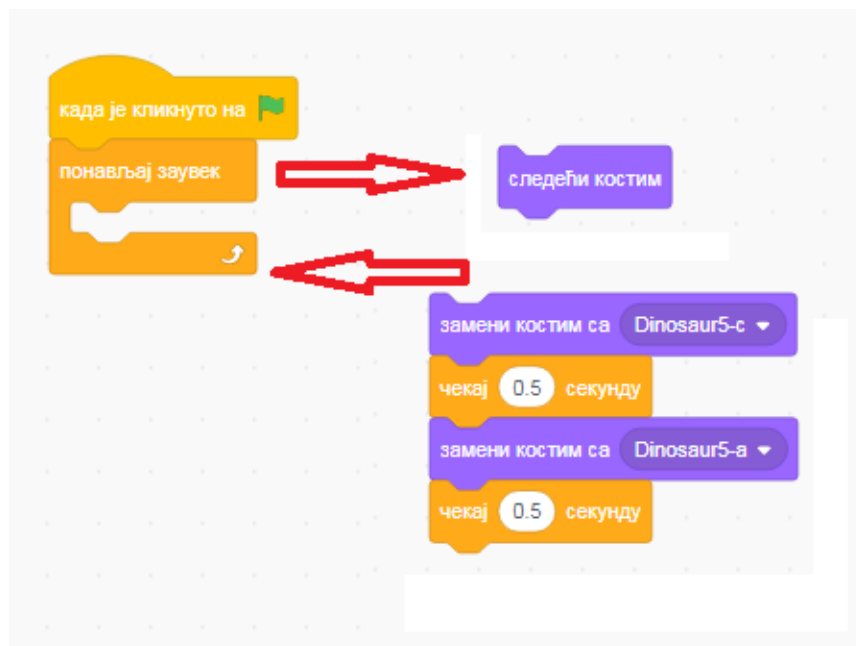 када је кликнуто на
понављај заувек
следећи костим
замени костим са Dinosaur5-c
чекај 0.5 секунду
замени костим са Dinosaur5-a
чекај 0.5 секунду